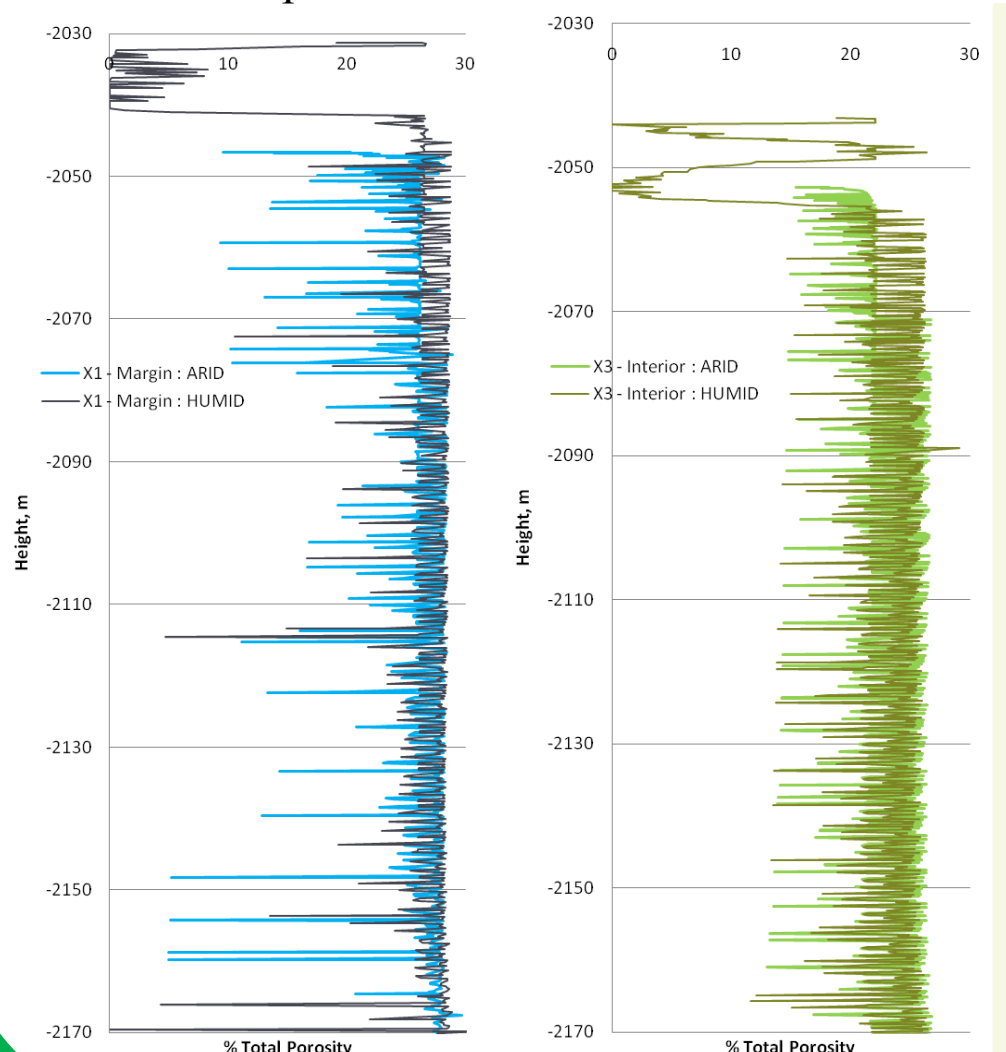 -2030
0 10 20 30
-2050
-2070
X1 - Margin : ARID
X1 - Margin : HUMID
-2090
Height, m
-2110
-2130
-2150
-2170
% Total Porosity
-2030
0 10 20 30
-2050
-2070
X3 - Interior : ARID
X3 - Interior : HUMID
-2090
Height, m
-2110
-2130
-2150
-2170
% Total Porosity